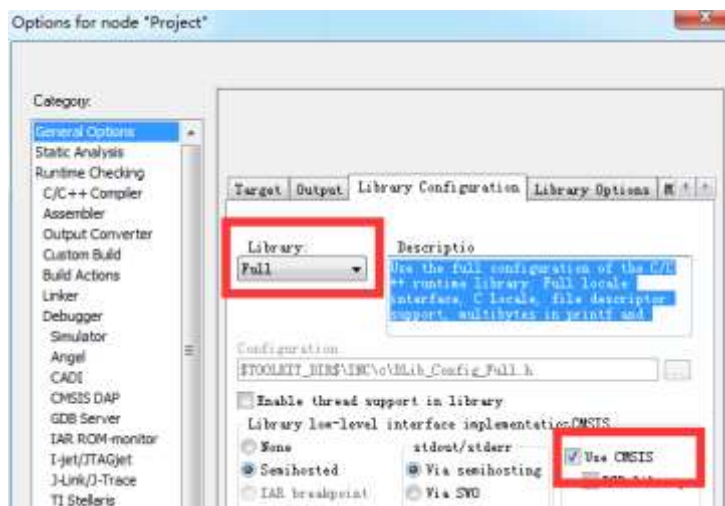 Options for node "Project"
Category:
General Options
Static Analysis
Runtime Checking
C/C++ Compiler
Assembler
Output Converter
Custom Build
Build Actions
Linker
Debugger
Simulator
Angel
CADI
CMSIS DAP
GDB Server
IAR ROM-monitor
I-jet/JTAGjet
J-Link/J-Trace
TI Stellaris
Target
Output
Library Configuration
Library Options
Library:
Full
Descriptio
Use the full configuration of the C/C
++ runtime library. Full locale
interface, C locale, file descriptor
support, multibytes in printf and
Configuration
$TOOLKIT_DIR$\INC\c\DLib_Config_Full.h
Enable thread support in library
Library low-level interface implementation
CMSIS
None
Semihosted
IAR breakpoint
stdout/stderr
Via semihosting
Via SWO
Use CMSIS